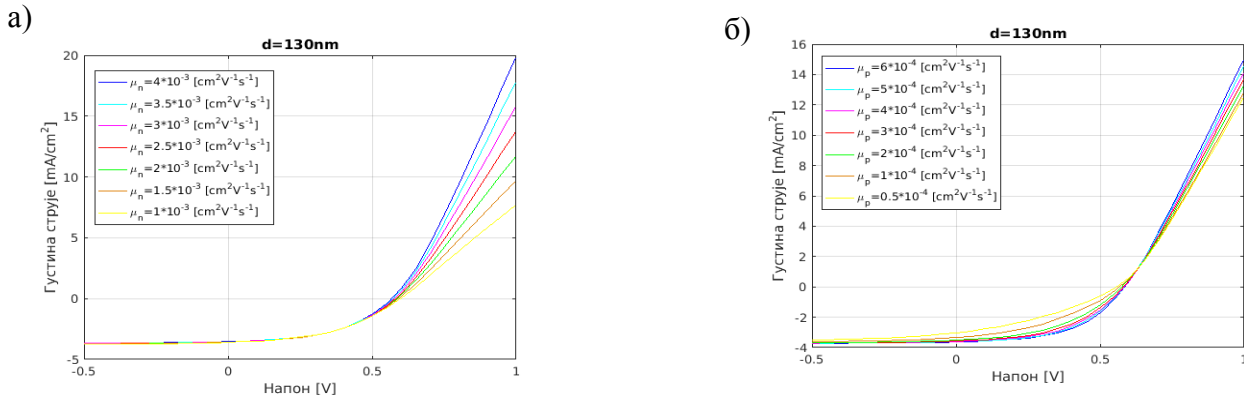 а)
d=130nm
μn=4*10-3 [cm2V-1s-1]
μn=3.5*10-3 [cm2V-1s-1]
μn=3*10-3 [cm2V-1s-1]
μn=2.5*10-3 [cm2V-1s-1]
μn=2*10-3 [cm2V-1s-1]
μn=1.5*10-3 [cm2V-1s-1]
μn=1*10-3 [cm2V-1s-1]
20
15
10
5
0
-5
Густина струје [mA/cm2]
-0.5
0
0.5
1
Напон [V]
б)
d=130nm
μp=6*10-4 [cm2V-1s-1]
μp=5*10-4 [cm2V-1s-1]
μp=4*10-4 [cm2V-1s-1]
μp=3*10-4 [cm2V-1s-1]
μp=2*10-4 [cm2V-1s-1]
μp=1*10-4 [cm2V-1s-1]
μp=0.5*10-4 [cm2V-1s-1]
16
14
12
10
8
6
4
2
0
-2
-4
Густина струје [mA/cm2]
-0.5
0
0.5
1
Напон [V]